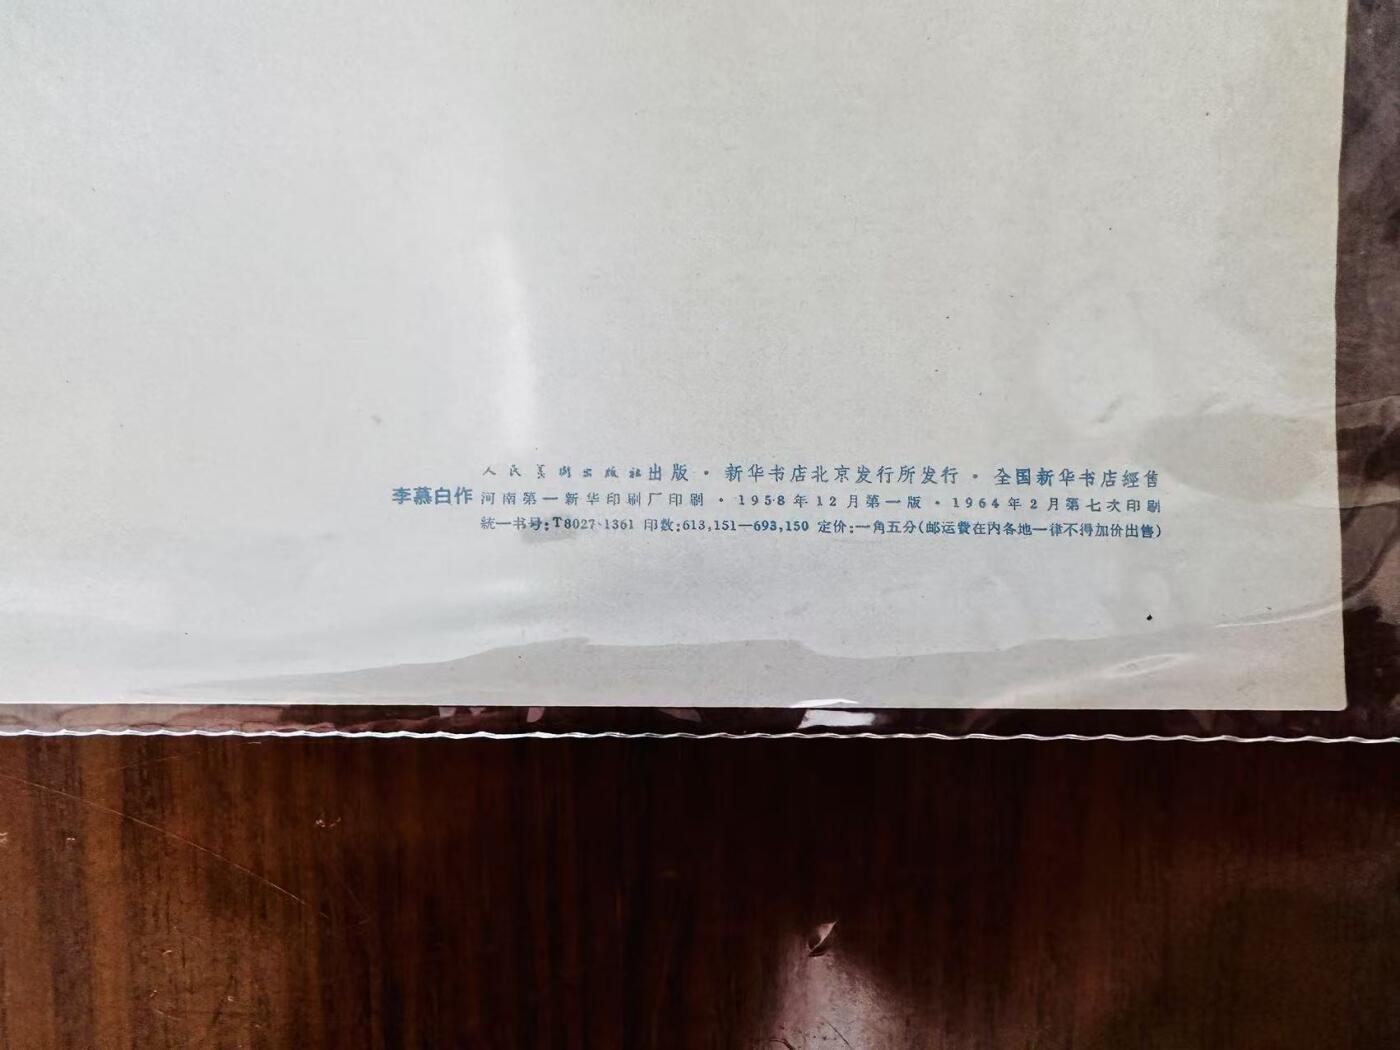 人民美術出版社出版·新华书店北京发行所发行·全国新华书店經售
李慕白作 河南第一新华印刷厂印刷·1958年12月第一版·1964年2月第七次印刷
統一书号:T8027·1361 印数:613,151—693,150 定价:一角五分(邮运費在内各地一律不得加价出售)